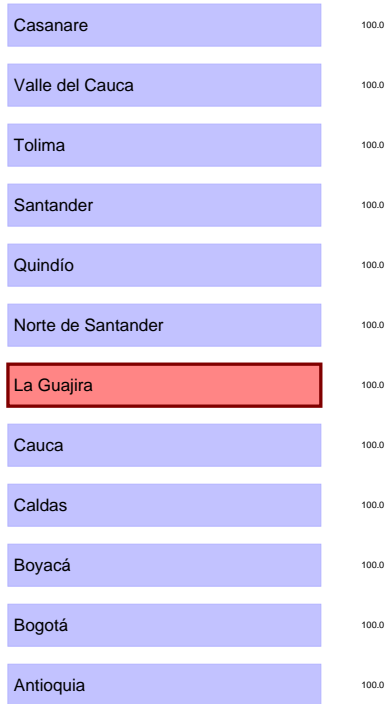 Casanare 100.0
Valle del Cauca 100.0
Tolima 100.0
Santander 100.0
Quindío 100.0
Norte de Santander 100.0
La Guajira 100.0
Cauca 100.0
Caldas 100.0
Boyacá 100.0
Bogotá 100.0
Antioquia 100.0